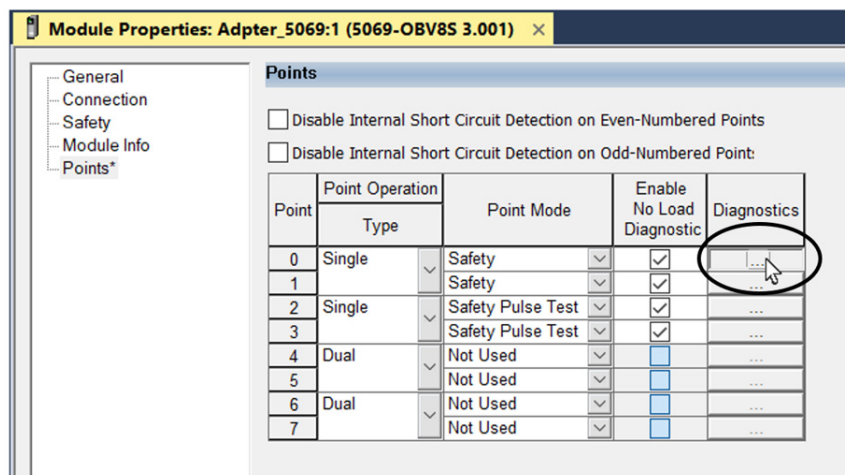 Module Properties: Adpter_5069:1 (5069-OBV8S 3.001) ×
General
Connection
Safety
Module Info
Points*
Points
Disable Internal Short Circuit Detection on Even-Numbered Points
Disable Internal Short Circuit Detection on Odd-Numbered Point:
Point
Point Operation
Type
Point Mode
Enable
No Load
Diagnostic
Diagnostics
0 Single Safety ...
1 Safety ...
2 Single Safety Pulse Test ...
3 Safety Pulse Test ...
4 Dual Not Used ...
5 Not Used ...
6 Dual Not Used ...
7 Not Used ...